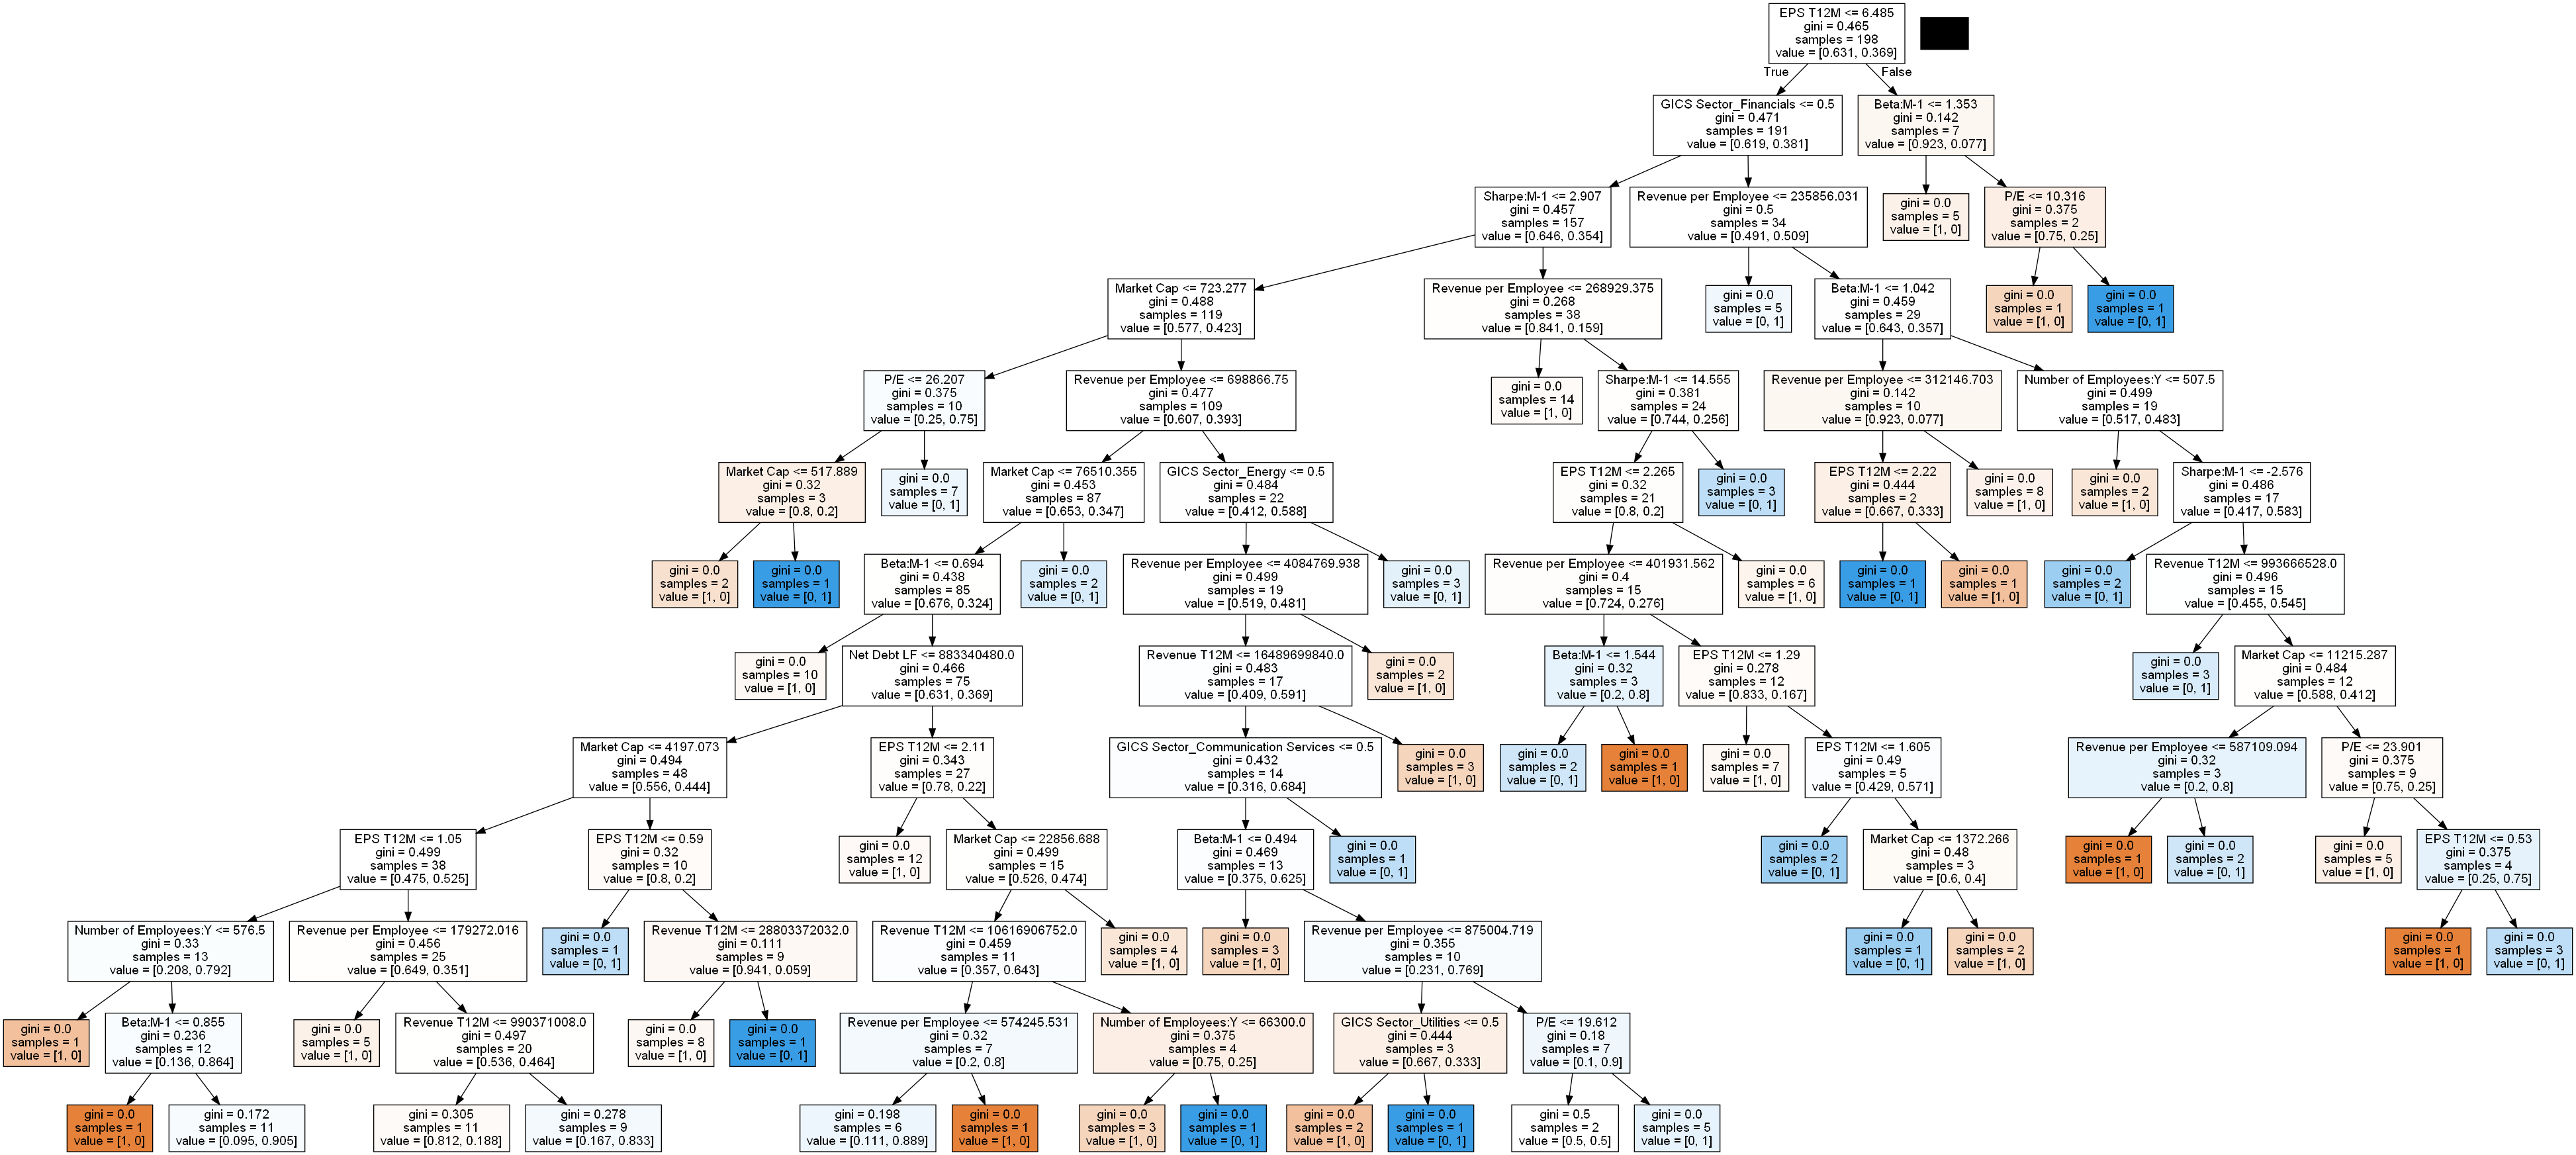 EPS T12M <= 6.485
gini = 0.465
samples = 198
value = [0.631, 0.369]
True
False
GICS Sector_Financials <= 0.5
gini = 0.471
samples = 191
value = [0.619, 0.381]
Beta:M-1 <= 1.353
gini = 0.142
samples = 7
value = [0.923, 0.077]
Sharpe:M-1 <= 2.907
gini = 0.457
samples = 157
value = [0.646, 0.354]
Revenue per Employee <= 235856.031
gini = 0.5
samples = 34
value = [0.491, 0.509]
gini = 0.0
samples = 5
value = [1, 0]
P/E <= 10.316
gini = 0.375
samples = 2
value = [0.75, 0.25]
Market Cap <= 723.277
gini = 0.488
samples = 119
value = [0.577, 0.423]
Revenue per Employee <= 268929.375
gini = 0.268
samples = 38
value = [0.841, 0.159]
gini = 0.0
samples = 5
value = [0, 1]
Beta:M-1 <= 1.042
gini = 0.459
samples = 29
value = [0.643, 0.357]
gini = 0.0
samples = 1
value = [1, 0]
gini = 0.0
samples = 1
value = [0, 1]
P/E <= 26.207
gini = 0.375
samples = 10
value = [0.25, 0.75]
Revenue per Employee <= 698866.75
gini = 0.477
samples = 109
value = [0.607, 0.393]
gini = 0.0
samples = 14
value = [1, 0]
Sharpe:M-1 <= 14.555
gini = 0.381
samples = 24
value = [0.744, 0.256]
Revenue per Employee <= 312146.703
gini = 0.142
samples = 10
value = [0.923, 0.077]
Number of Employees:Y <= 507.5
gini = 0.499
samples = 19
value = [0.517, 0.483]
Market Cap <= 517.889
gini = 0.32
samples = 3
value = [0.8, 0.2]
gini = 0.0
samples = 7
value = [0, 1]
Market Cap <= 76510.355
gini = 0.453
samples = 87
value = [0.653, 0.347]
GICS Sector_Energy <= 0.5
gini = 0.484
samples = 22
value = [0.412, 0.588]
EPS T12M <= 2.265
gini = 0.32
samples = 21
value = [0.8, 0.2]
gini = 0.0
samples = 3
value = [0, 1]
EPS T12M <= 2.22
gini = 0.444
samples = 2
value = [0.667, 0.333]
gini = 0.0
samples = 8
value = [1, 0]
gini = 0.0
samples = 2
value = [1, 0]
Sharpe:M-1 <= -2.576
gini = 0.486
samples = 17
value = [0.417, 0.583]
gini = 0.0
samples = 2
value = [1, 0]
gini = 0.0
samples = 1
value = [0, 1]
Beta:M-1 <= 0.694
gini = 0.438
samples = 85
value = [0.676, 0.324]
gini = 0.0
samples = 2
value = [0, 1]
Revenue per Employee <= 4084769.938
gini = 0.499
samples = 19
value = [0.519, 0.481]
gini = 0.0
samples = 3
value = [0, 1]
Revenue per Employee <= 401931.562
gini = 0.4
samples = 15
value = [0.724, 0.276]
gini = 0.0
samples = 6
value = [1, 0]
gini = 0.0
samples = 1
value = [0, 1]
gini = 0.0
samples = 1
value = [1, 0]
gini = 0.0
samples = 2
value = [0, 1]
Revenue T12M <= 993666528.0
gini = 0.496
samples = 15
value = [0.455, 0.545]
gini = 0.0
samples = 10
value = [1, 0]
Net Debt LF <= 883340480.0
gini = 0.466
samples = 75
value = [0.631, 0.369]
Revenue T12M <= 16489699840.0
gini = 0.483
samples = 17
value = [0.409, 0.591]
gini = 0.0
samples = 2
value = [1, 0]
Beta:M-1 <= 1.544
gini = 0.32
samples = 3
value = [0.2, 0.8]
EPS T12M <= 1.29
gini = 0.278
samples = 12
value = [0.833, 0.167]
gini = 0.0
samples = 3
value = [0, 1]
Market Cap <= 11215.287
gini = 0.484
samples = 12
value = [0.588, 0.412]
Market Cap <= 4197.073
gini = 0.494
samples = 48
value = [0.556, 0.444]
EPS T12M <= 2.11
gini = 0.343
samples = 27
value = [0.78, 0.22]
GICS Sector_Communication Services <= 0.5
gini = 0.432
samples = 14
value = [0.316, 0.684]
gini = 0.0
samples = 3
value = [1, 0]
gini = 0.0
samples = 2
value = [0, 1]
gini = 0.0
samples = 1
value = [1, 0]
gini = 0.0
samples = 7
value = [1, 0]
EPS T12M <= 1.605
gini = 0.49
samples = 5
value = [0.429, 0.571]
Revenue per Employee <= 587109.094
gini = 0.32
samples = 3
value = [0.2, 0.8]
P/E <= 23.901
gini = 0.375
samples = 9
value = [0.75, 0.25]
EPS T12M <= 1.05
gini = 0.499
samples = 38
value = [0.475, 0.525]
EPS T12M <= 0.59
gini = 0.32
samples = 10
value = [0.8, 0.2]
gini = 0.0
samples = 12
value = [1, 0]
Market Cap <= 22856.688
gini = 0.499
samples = 15
value = [0.526, 0.474]
Beta:M-1 <= 0.494
gini = 0.469
samples = 13
value = [0.375, 0.625]
gini = 0.0
samples = 1
value = [0, 1]
gini = 0.0
samples = 2
value = [0, 1]
Market Cap <= 1372.266
gini = 0.48
samples = 3
value = [0.6, 0.4]
gini = 0.0
samples = 1
value = [1, 0]
gini = 0.0
samples = 2
value = [0, 1]
gini = 0.0
samples = 5
value = [1, 0]
EPS T12M <= 0.53
gini = 0.375
samples = 4
value = [0.25, 0.75]
Number of Employees:Y <= 576.5
gini = 0.33
samples = 13
value = [0.208, 0.792]
Revenue per Employee <= 179272.016
gini = 0.456
samples = 25
value = [0.649, 0.351]
gini = 0.0
samples = 1
value = [0, 1]
Revenue T12M <= 28803372032.0
gini = 0.111
samples = 9
value = [0.941, 0.059]
Revenue T12M <= 10616906752.0
gini = 0.459
samples = 11
value = [0.357, 0.643]
gini = 0.0
samples = 4
value = [1, 0]
gini = 0.0
samples = 3
value = [1, 0]
Revenue per Employee <= 875004.719
gini = 0.355
samples = 10
value = [0.231, 0.769]
gini = 0.0
samples = 1
value = [0, 1]
gini = 0.0
samples = 2
value = [1, 0]
gini = 0.0
samples = 1
value = [1, 0]
gini = 0.0
samples = 3
value = [0, 1]
gini = 0.0
samples = 1
value = [1, 0]
Beta:M-1 <= 0.855
gini = 0.236
samples = 12
value = [0.136, 0.864]
gini = 0.0
samples = 5
value = [1, 0]
Revenue T12M <= 990371008.0
gini = 0.497
samples = 20
value = [0.536, 0.464]
gini = 0.0
samples = 8
value = [1, 0]
gini = 0.0
samples = 1
value = [0, 1]
Revenue per Employee <= 574245.531
gini = 0.32
samples = 7
value = [0.2, 0.8]
Number of Employees:Y <= 66300.0
gini = 0.375
samples = 4
value = [0.75, 0.25]
GICS Sector_Utilities <= 0.5
gini = 0.444
samples = 3
value = [0.667, 0.333]
P/E <= 19.612
gini = 0.18
samples = 7
value = [0.1, 0.9]
gini = 0.0
samples = 1
value = [1, 0]
gini = 0.172
samples = 11
value = [0.095, 0.905]
gini = 0.305
samples = 11
value = [0.812, 0.188]
gini = 0.278
samples = 9
value = [0.167, 0.833]
gini = 0.198
samples = 6
value = [0.111, 0.889]
gini = 0.0
samples = 1
value = [1, 0]
gini = 0.0
samples = 3
value = [1, 0]
gini = 0.0
samples = 1
value = [0, 1]
gini = 0.0
samples = 2
value = [1, 0]
gini = 0.0
samples = 1
value = [0, 1]
gini = 0.5
samples = 2
value = [0.5, 0.5]
gini = 0.0
samples = 5
value = [0, 1]